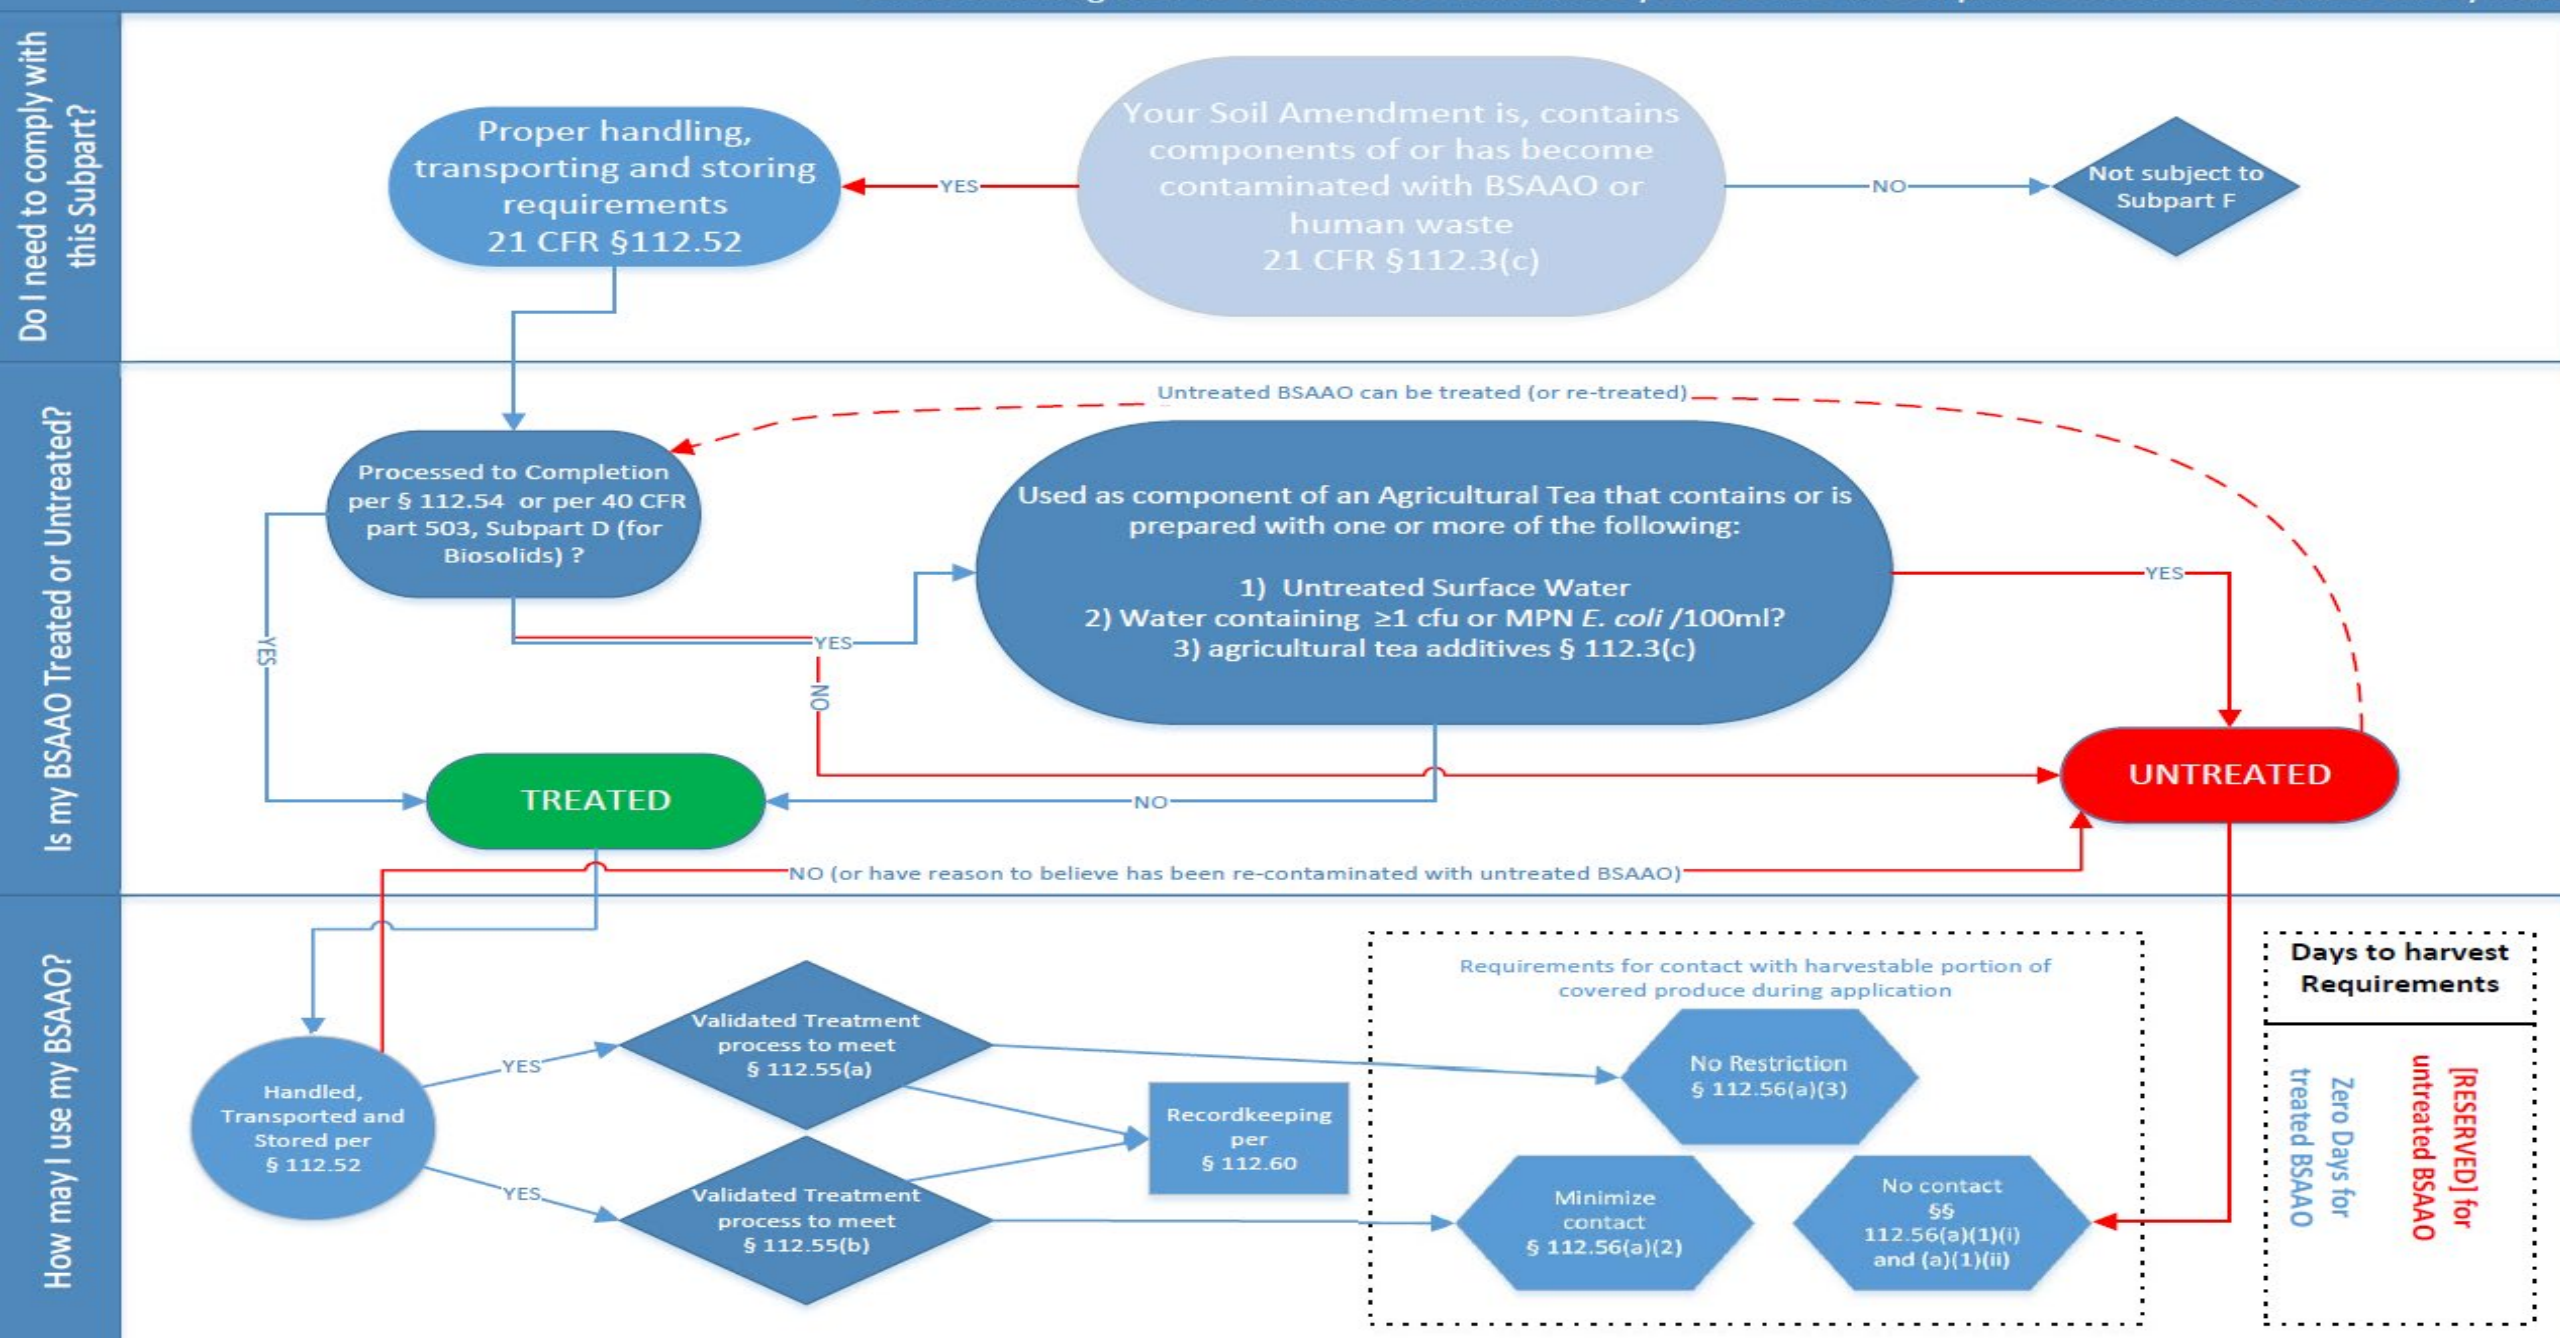 Do I need to comply with
this Subpart?
Proper handling,
transporting and storing
requirements
21 CFR §112.52
YES
Your Soil Amendment is, contains
components of or has become
contaminated with BSAAO or
human waste
21 CFR §112.3(c)
NO
Not subject to
Subpart F
Is my BSAAO Treated or Untreated?
Untreated BSAAO can be treated (or re-treated)
Processed to Completion
per § 112.54 or per 40 CFR
part 503, Subpart D (for
Biosolids) ?
Used as component of an Agricultural Tea that contains or is
prepared with one or more of the following:
1) Untreated Surface Water
2) Water containing ≥1 cfu or MPN E. coli /100ml?
3) agricultural tea additives § 112.3(c)
YES
YES
YES
NO
TREATED
NO
UNTREATED
NO (or have reason to believe has been re-contaminated with untreated BSAAO)
How may I use my BSAAO?
Handled,
Transported and
Stored per
§ 112.52
YES
YES
Validated Treatment
process to meet
§ 112.55(a)
Validated Treatment
process to meet
§ 112.55(b)
Recordkeeping
per
§ 112.60
Requirements for contact with harvestable portion of
covered produce during application
No Restriction
§ 112.56(a)(3)
Minimize
contact
§ 112.56(a)(2)
No contact
§§
112.56(a)(1)(i)
and (a)(1)(ii)
Days to harvest
Requirements
Zero Days for
treated BSAAO
[RESERVED] for
untreated BSAAO